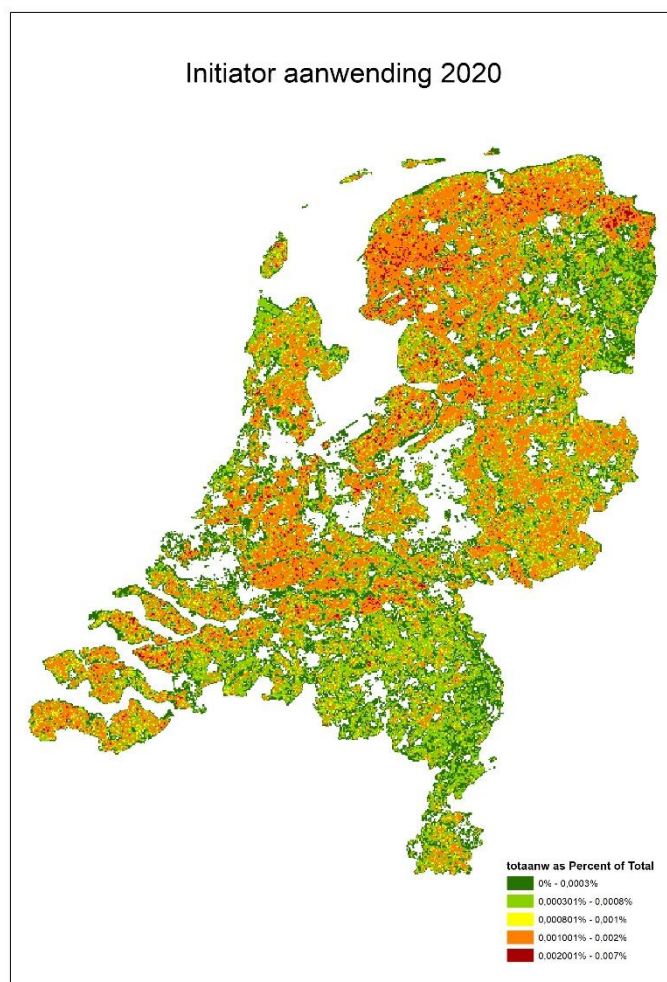 Initiator aanwending 2020
totaanw as Percent of Total
0% - 0,0003%
0,000301% - 0,0008%
0,000801% - 0,001%
0,001001% - 0,002%
0,002001% - 0,007%